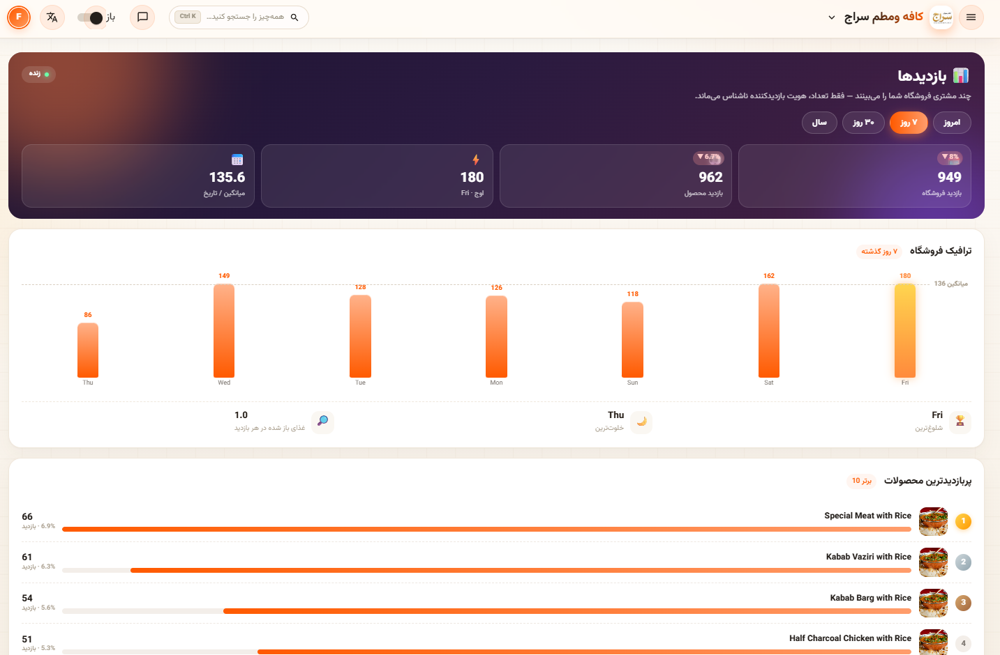 کافه ومطم سراج
همه‌چیز را جستجو کنید...
Ctrl K
باز
F
بازدیدها
زنده
چند مشتری فروشگاه شما را می‌بینند — فقط تعداد، هویت بازدیدکننده ناشناس می‌ماند.
امروز
۷ روز
۳۰ روز
سال
▼ 8%
949
بازدید فروشگاه
▼ 6.7%
962
بازدید محصول
180
اوج · Fri
135.6
میانگین / تاریخ
ترافیک فروشگاه
۷ روز گذشته
میانگین 136
180
162
118
126
128
149
86
Fri
Sat
Sun
Mon
Tue
Wed
Thu
Fri
شلوغ‌ترین
Thu
خلوت‌ترین
1.0
غذای باز شده در هر بازدید
پربازدیدترین محصولات
برتر 10
1
Special Meat with Rice
66
بازدید · 6.9%
2
Kabab Vaziri with Rice
61
بازدید · 6.3%
3
Kabab Barg with Rice
54
بازدید · 5.6%
4
Half Charcoal Chicken with Rice
51
بازدید · 5.3%